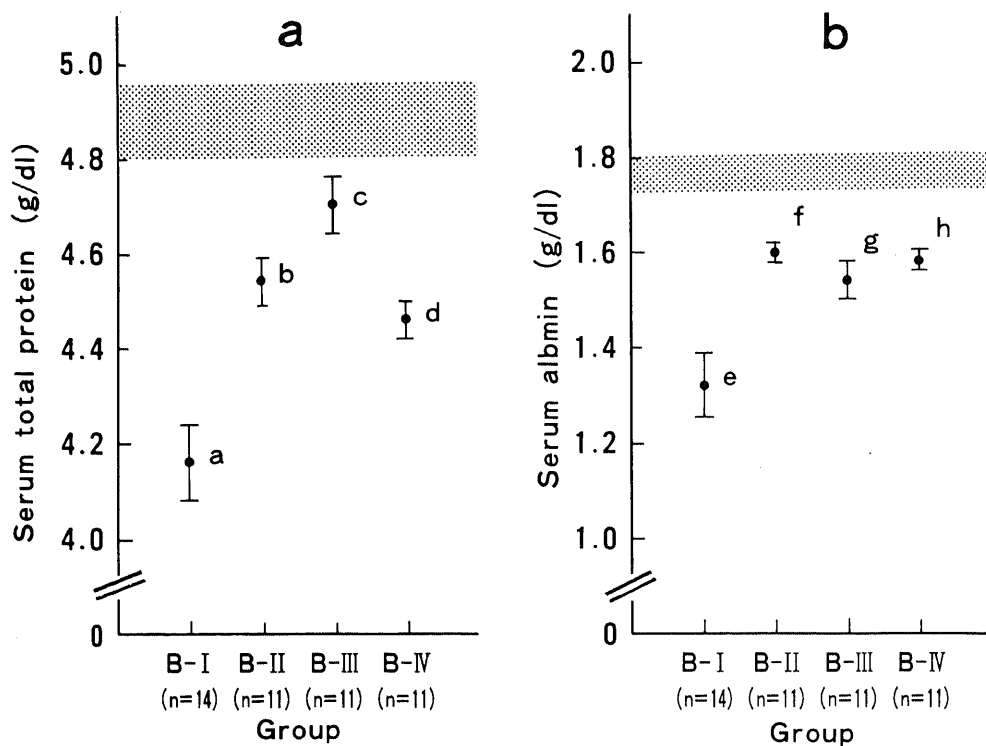 a
Serum total protein (g/dl)
5.0
4.8
4.6
4.4
4.2
4.0
0
a
b
c
d
B-I B-II B-III B-IV
(n=14) (n=11) (n=11) (n=11)
Group
b
Serum albmin (g/dl)
2.0
1.8
1.6
1.4
1.2
1.0
0
e
f
g
h
B-I B-II B-III B-IV
(n=14) (n=11) (n=11) (n=11)
Group